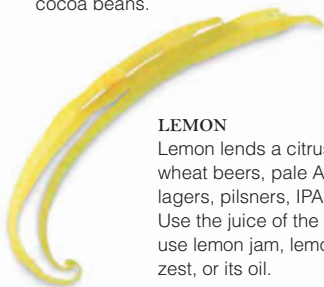 cocoa beans.
LEMON
Lemon lends a citrus
wheat beers, pale A
lagers, pilsners, IPA
Use the juice of the
use lemon jam, lemo
zest, or its oil.